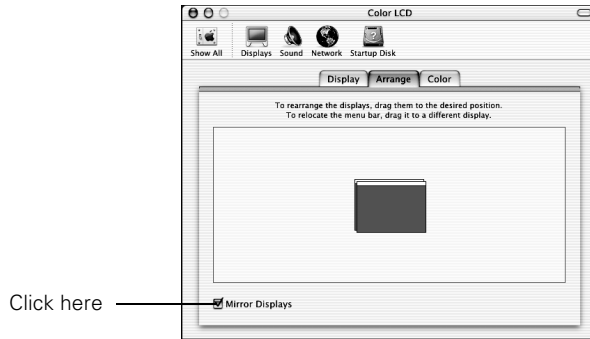 Color LCD
Show All Displays Sound Network Startup Disk
Display Arrange Color
To rearrange the displays, drag them to the desired position.
To relocate the menu bar, drag it to a different display.
Click here
Mirror Displays